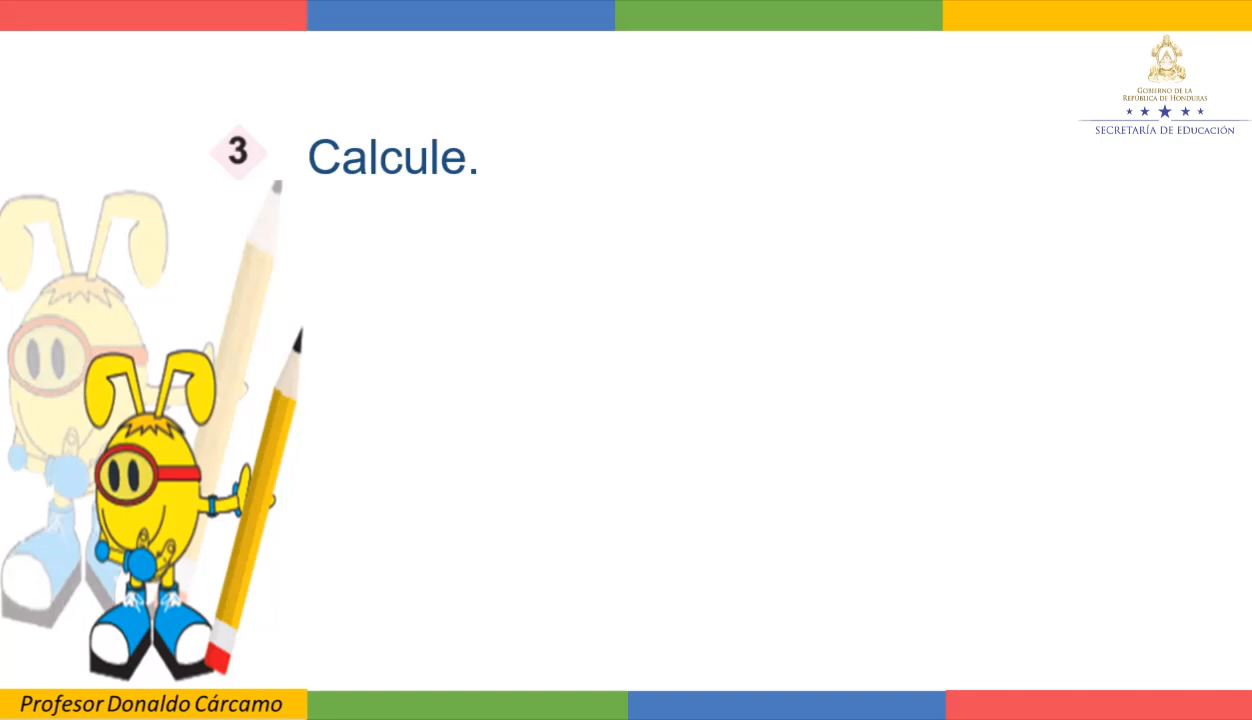 GOBIERNO DE LA
REPÚBLICA DE HONDURAS
SECRETARÍA DE EDUCACIÓN
3 Calcule.
Profesor Donaldo Cárcamo